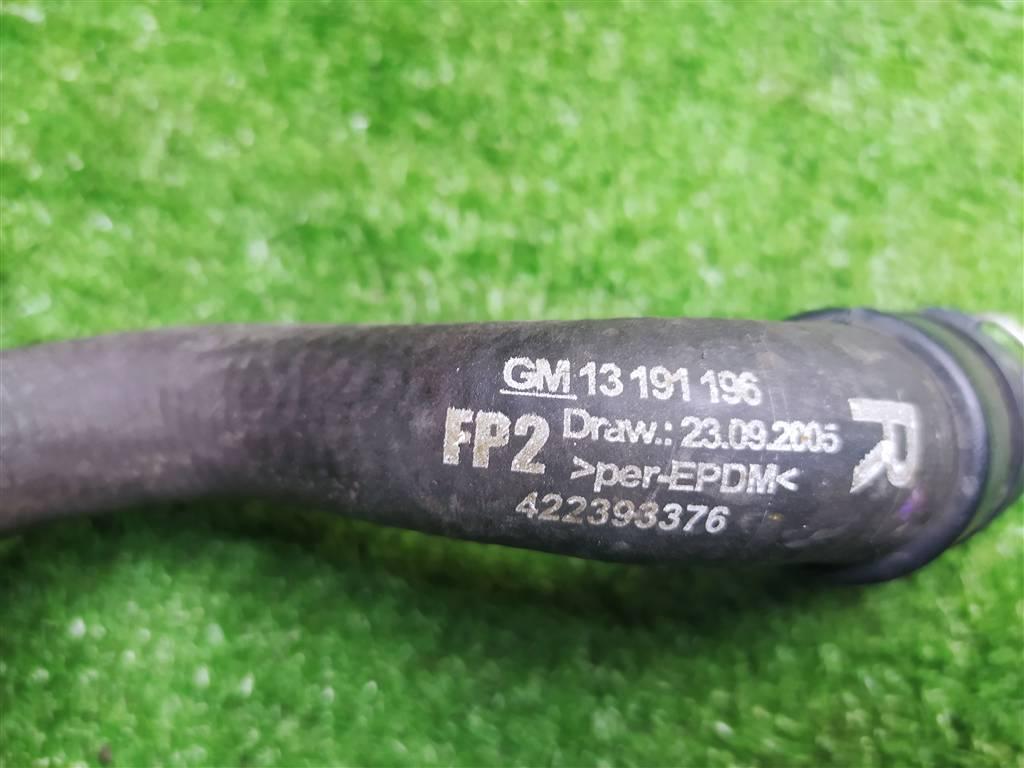 GM 13 191 196
FP2 Draw.: 23.09.2005
>per-EPDM<
422393376
R